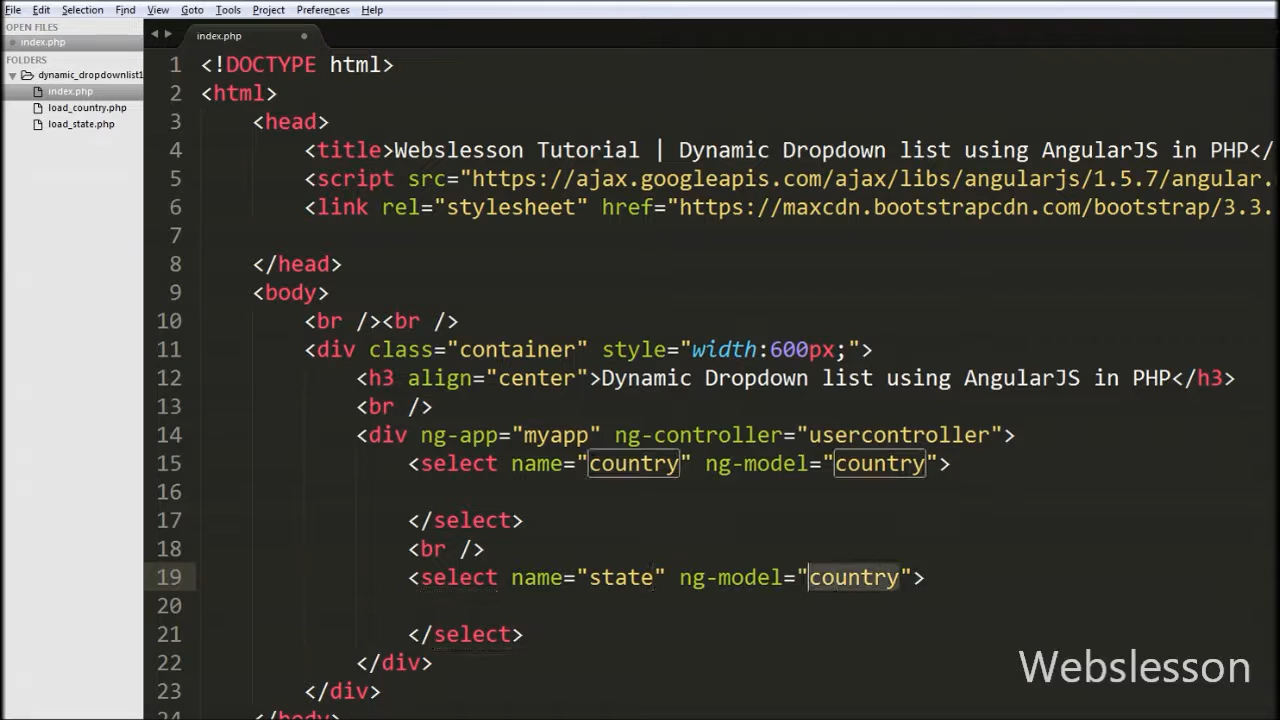 File Edit Selection Find View Goto Tools Project Preferences Help
OPEN FILES
index.php
FOLDERS
dynamic_dropdownlist1
index.php
load_country.php
load_state.php
index.php
1 <!DOCTYPE html>
2 <html>
3 <head>
4 <title>Webslesson Tutorial | Dynamic Dropdown list using AngularJS in PHP</
5 <script src="https://ajax.googleapis.com/ajax/libs/angularjs/1.5.7/angular.
6 <link rel="stylesheet" href="https://maxcdn.bootstrapcdn.com/bootstrap/3.3.
7
8 </head>
9 <body>
10 <br /><br />
11 <div class="container" style="width:600px;">
12 <h3 align="center">Dynamic Dropdown list using AngularJS in PHP</h3>
13 <br />
14 <div ng-app="myapp" ng-controller="usercontroller">
15 <select name="country" ng-model="country">
16
17 </select>
18 <br />
19 <select name="state" ng-model="country">
20
21 </select>
22 </div>
23 </div>
24 </body>
Webslesson